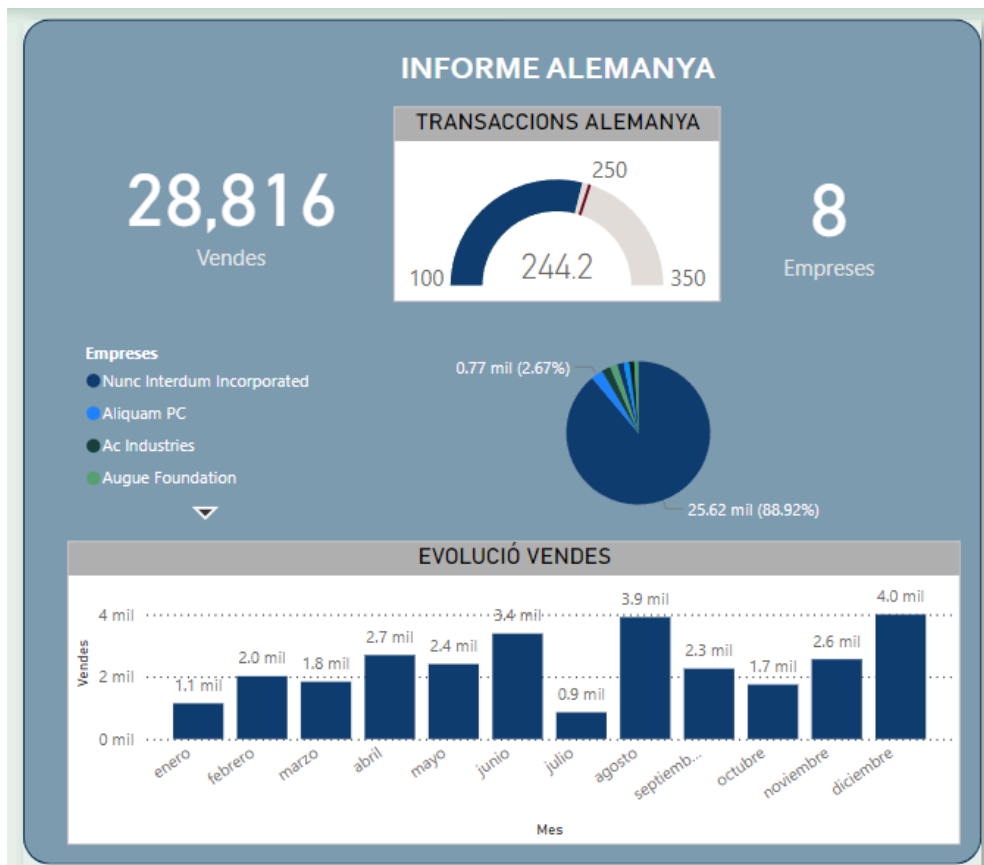 INFORME ALEMANYA
TRANSACCIONS ALEMANYA
28,816
Vendes
250
100
244.2
350
8
Empreses
Empreses
Nunc Interdum Incorporated
Aliquam PC
Ac Industries
Augue Foundation
0.77 mil (2.67%)
25.62 mil (88.92%)
EVOLUCIÓ VENDES
Vendes
4 mil
2 mil
0 mil
1.1 mil
2.0 mil
1.8 mil
2.7 mil
2.4 mil
3.4 mil
0.9 mil
3.9 mil
2.3 mil
1.7 mil
2.6 mil
4.0 mil
enero
febrero
marzo
abril
mayo
junio
julio
agosto
septiemb...
octubre
noviembre
diciembre
Mes